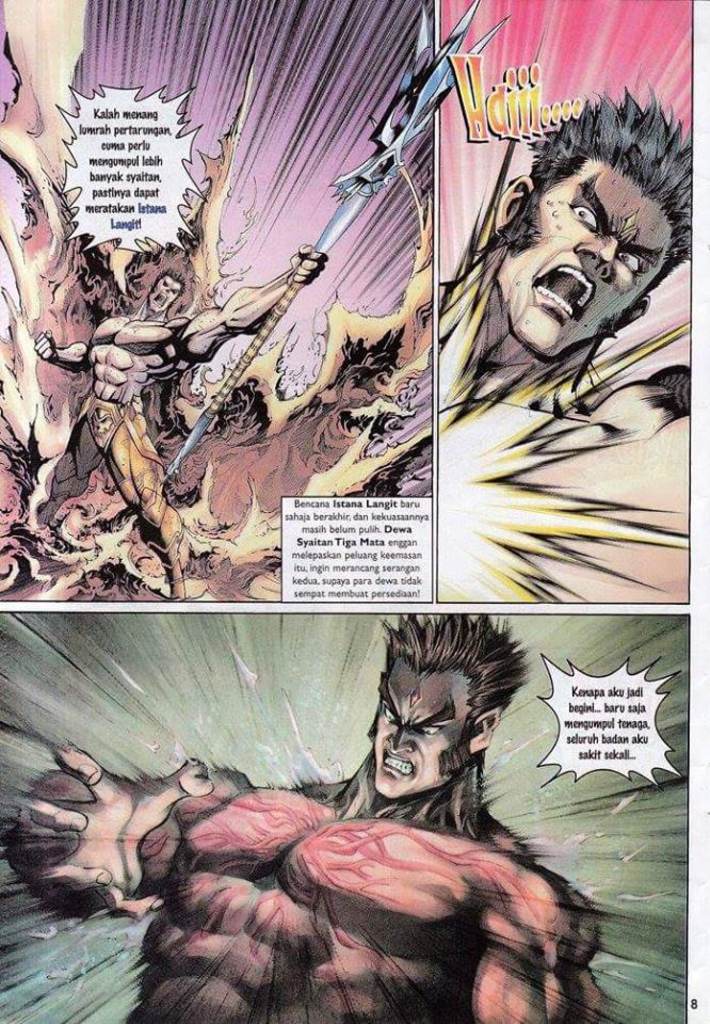 Kalah menang
lumrah pertarungan,
cuma perlu
mengumpul lebih
banyak syaitan,
pastinya dapat
meratakan Istana
Langit!
Haiii....
Bencana Istana Langit baru
sahaja berakhir, dan kekuasaannya
masih belum pulih. Dewa
Syaitan Tiga Mata enggan
melepaskan peluang keemasan
itu, ingin merancang serangan
kedua, supaya para dewa tidak
sempat membuat persediaan!
Kenapa aku jadi
begini... baru saja
mengumpul tenaga,
seluruh badan aku
sakit sekali...
8